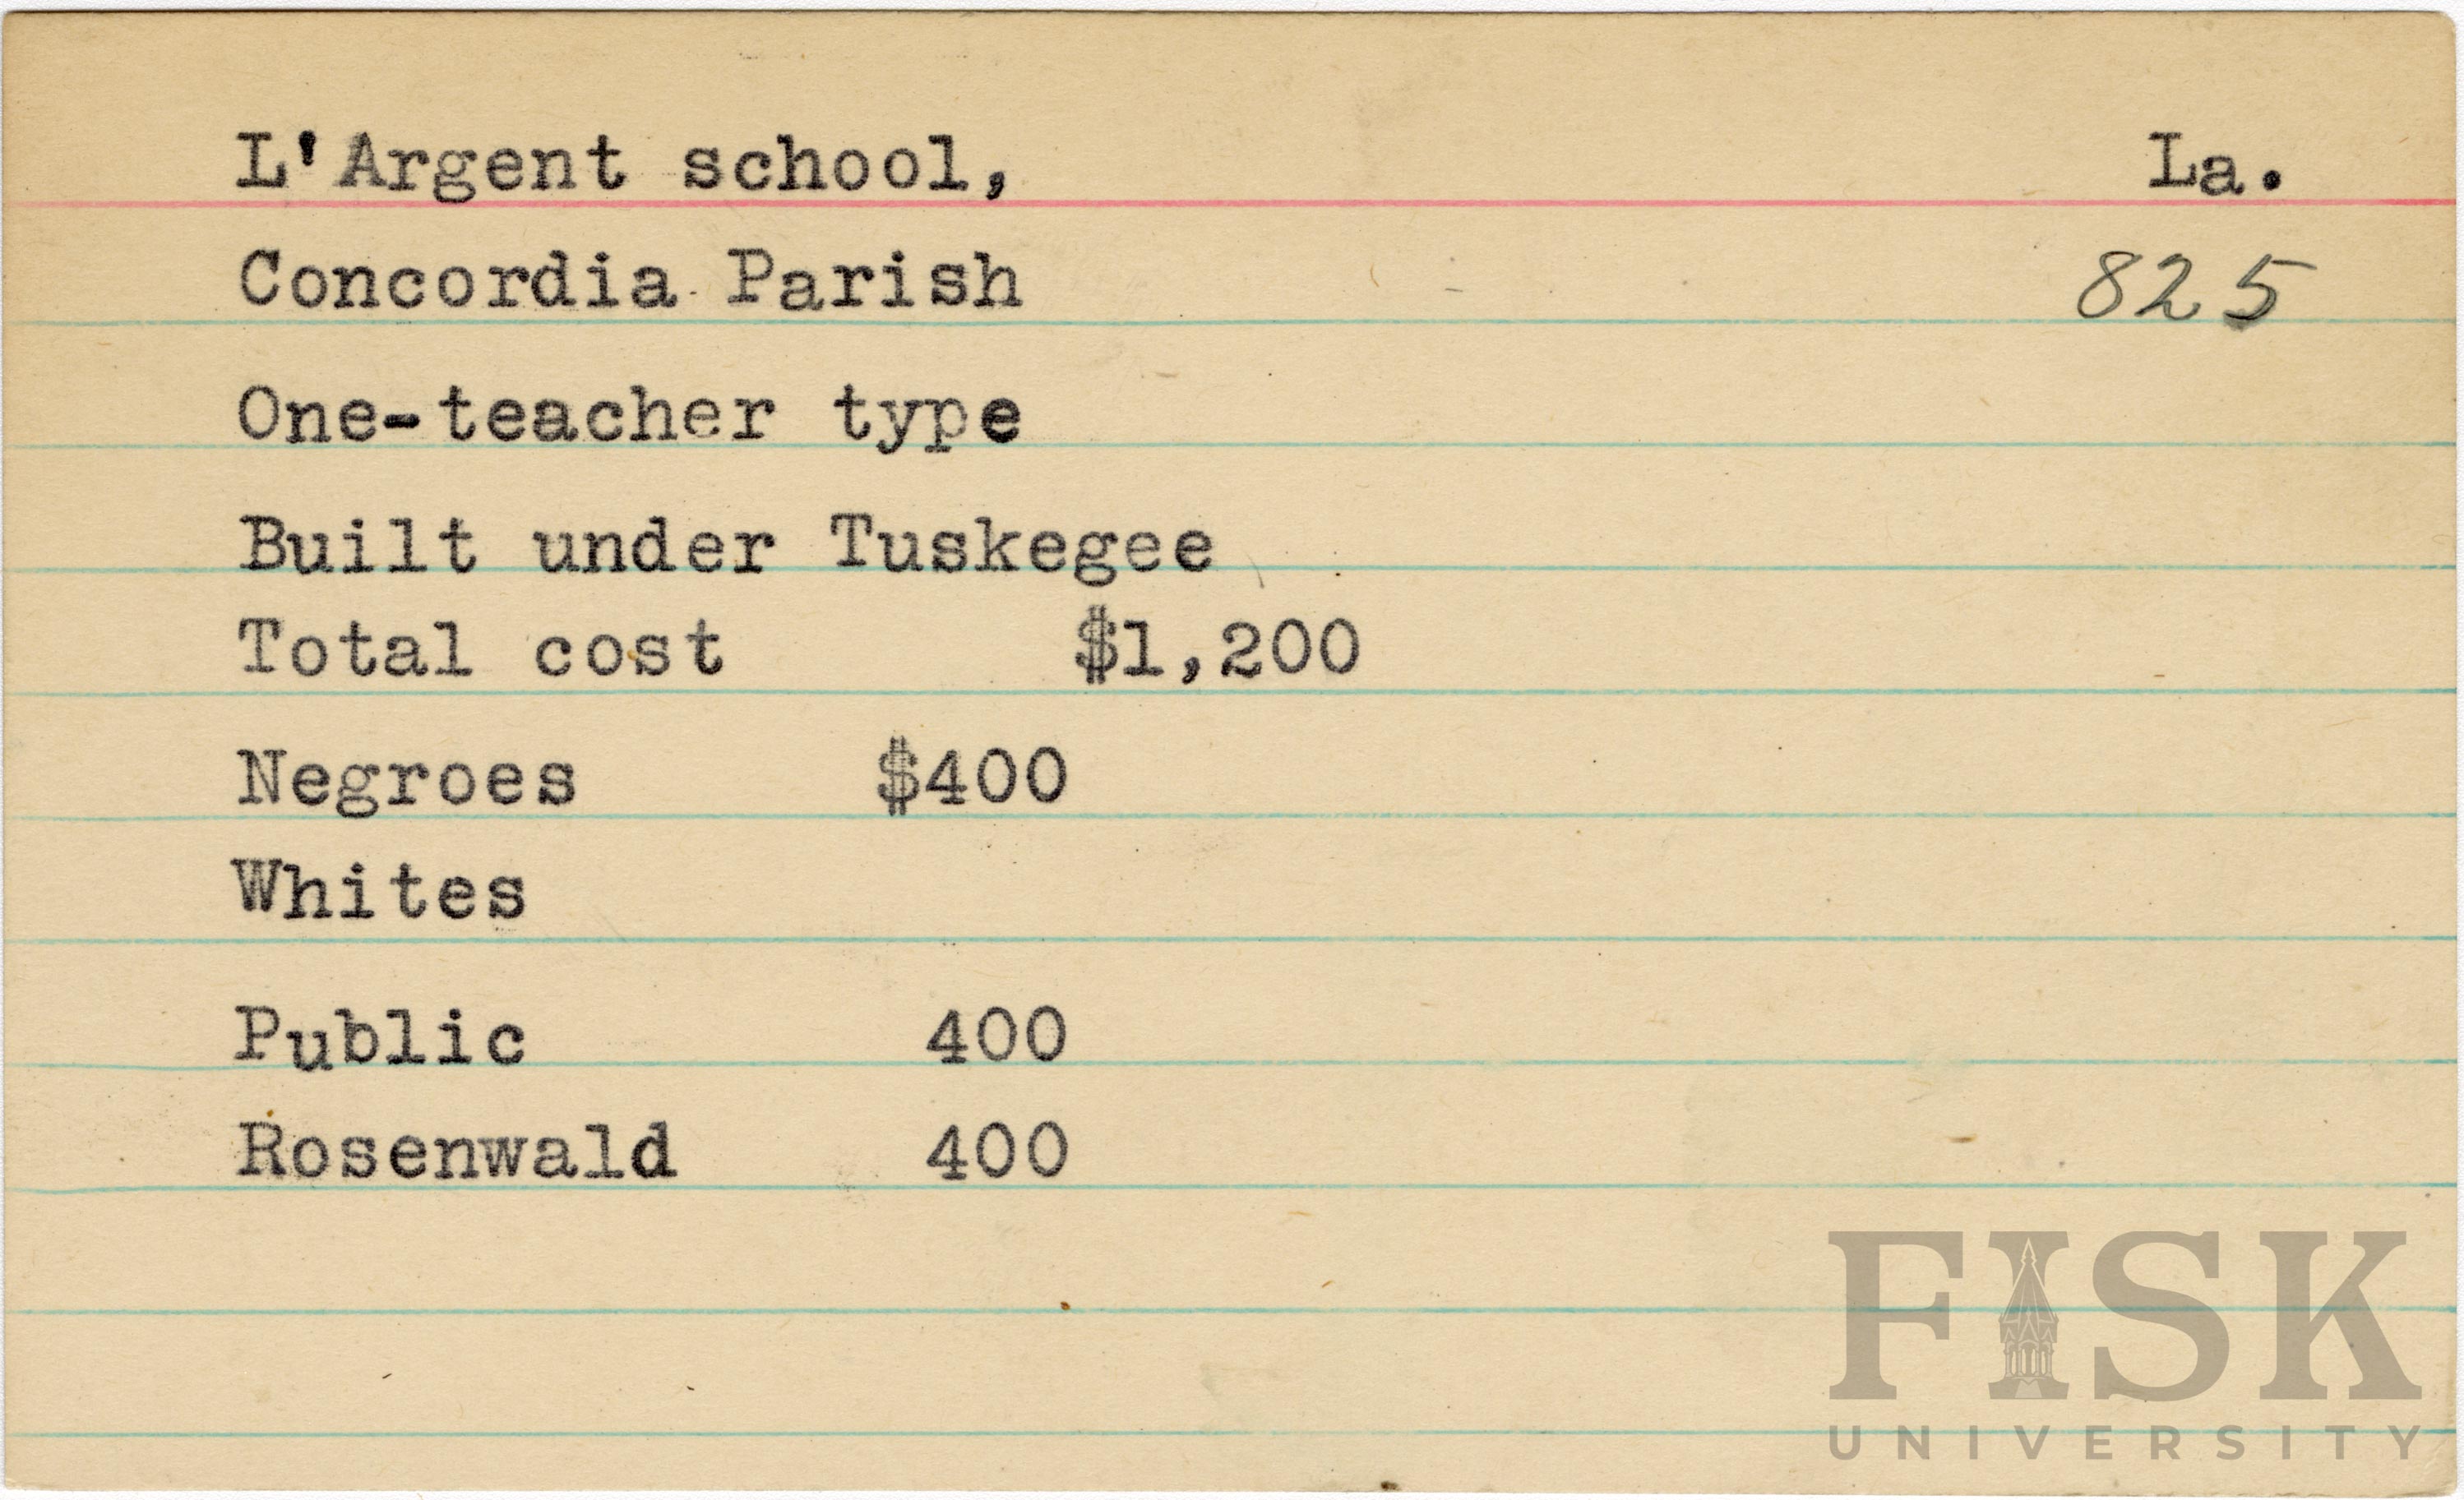 L'Argent school, La.
Concordia Parish 825
One-teacher type
Built under Tuskegee
Total cost $1,200
Negroes $400
Whites
Public 400
Rosenwald 400
FISK
UNIVERSITY